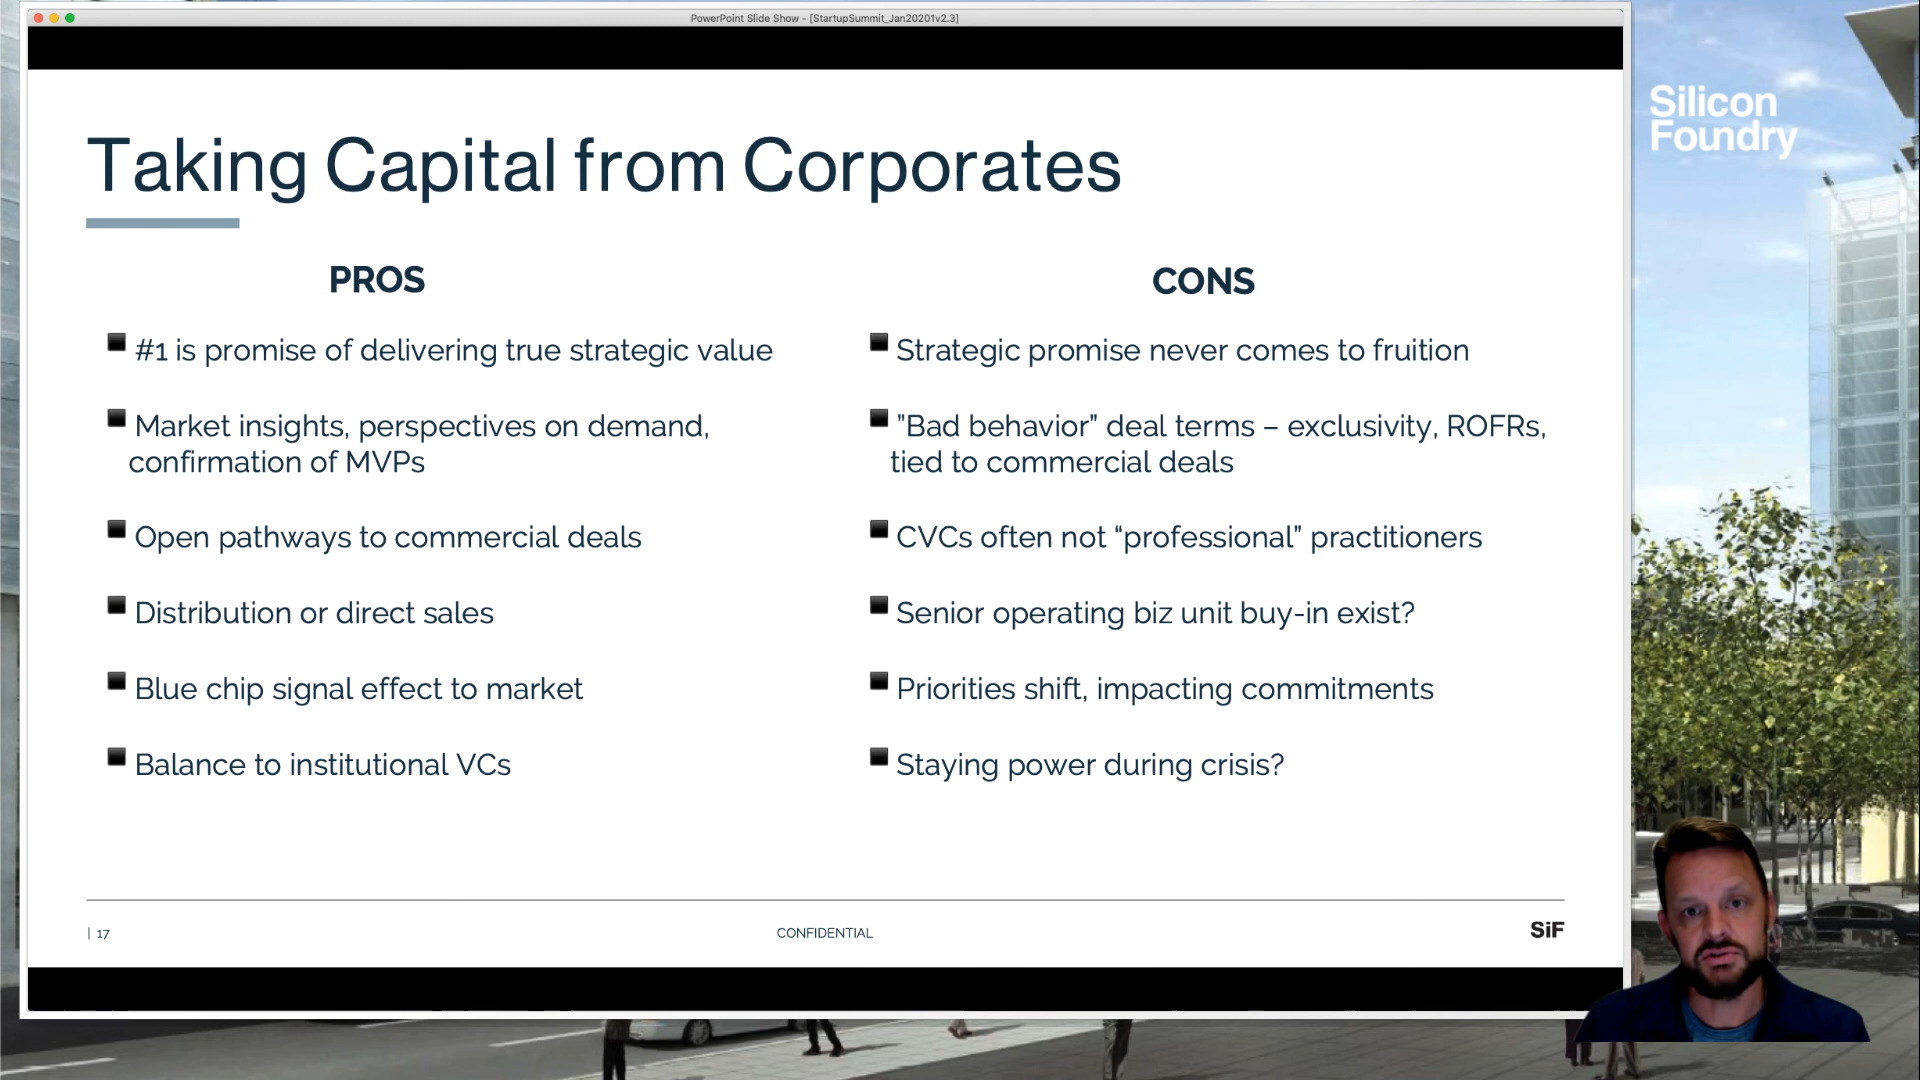 PowerPoint Slide Show - [StartupSummit_Jan20201v2.3]
Silicon
Foundry
Taking Capital from Corporates
PROS
#1 is promise of delivering true strategic value
Market insights, perspectives on demand,
confirmation of MVPs
Open pathways to commercial deals
Distribution or direct sales
Blue chip signal effect to market
Balance to institutional VCs
CONS
Strategic promise never comes to fruition
”Bad behavior” deal terms – exclusivity, ROFRs,
tied to commercial deals
CVCs often not “professional” practitioners
Senior operating biz unit buy-in exist?
Priorities shift, impacting commitments
Staying power during crisis?
| 17
CONFIDENTIAL
SiF